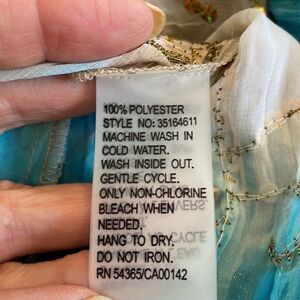 100% POLYESTER
STYLE NO: 35164611
MACHINE WASH IN
COLD WATER.
WASH INSIDE OUT.
GENTLE CYCLE.
ONLY NON-CHLORINE
BLEACH WHEN
NEEDED.
HANG TO DRY.
DO NOT IRON.
RN 54365/CA00142